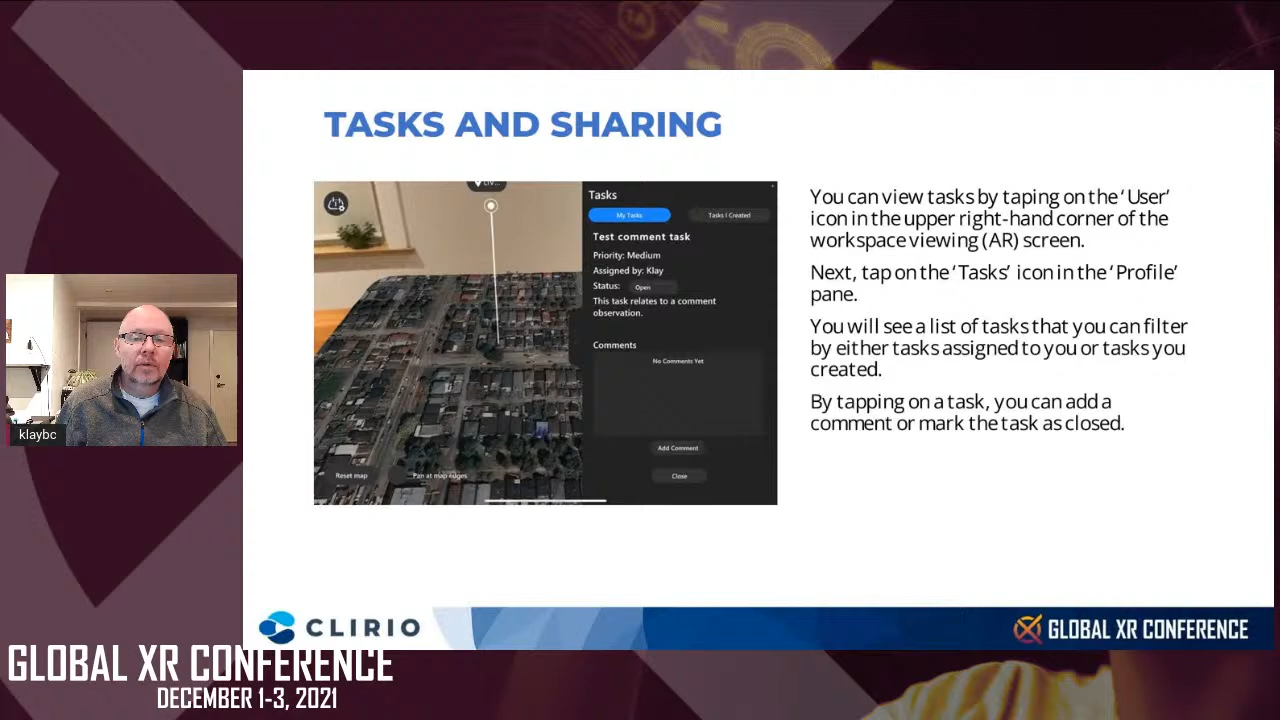 TASKS AND SHARING
LIV...
Tasks
My Tasks
Tasks I Created
Test comment task
Priority: Medium
Assigned by: Klay
Status:
Open
This task relates to a comment
observation.
Comments
No Comments Yet
Add Comment
Close
Reset map
Pan at map edges
You can view tasks by taping on the ‘User’
icon in the upper right-hand corner of the
workspace viewing (AR) screen.
Next, tap on the ‘Tasks’ icon in the ‘Profile’
pane.
You will see a list of tasks that you can filter
by either tasks assigned to you or tasks you
created.
By tapping on a task, you can add a
comment or mark the task as closed.
klaybc
CLIRIO
GLOBAL XR CONFERENCE
GLOBAL XR CONFERENCE
DECEMBER 1-3, 2021